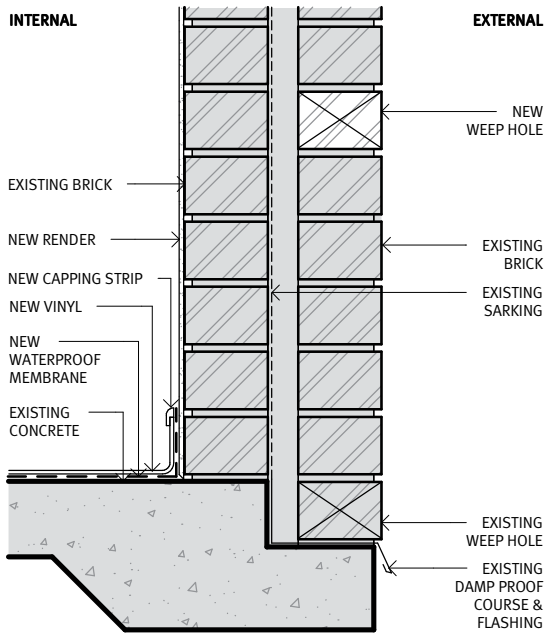 INTERNAL
EXTERNAL
NEW
WEEP HOLE
EXISTING BRICK
NEW RENDER
EXISTING
BRICK
NEW CAPPING STRIP
EXISTING
SARKING
NEW VINYL
NEW
WATERPROOF
MEMBRANE
EXISTING
CONCRETE
EXISTING
WEEP HOLE
EXISTING
DAMP PROOF
COURSE &
FLASHING